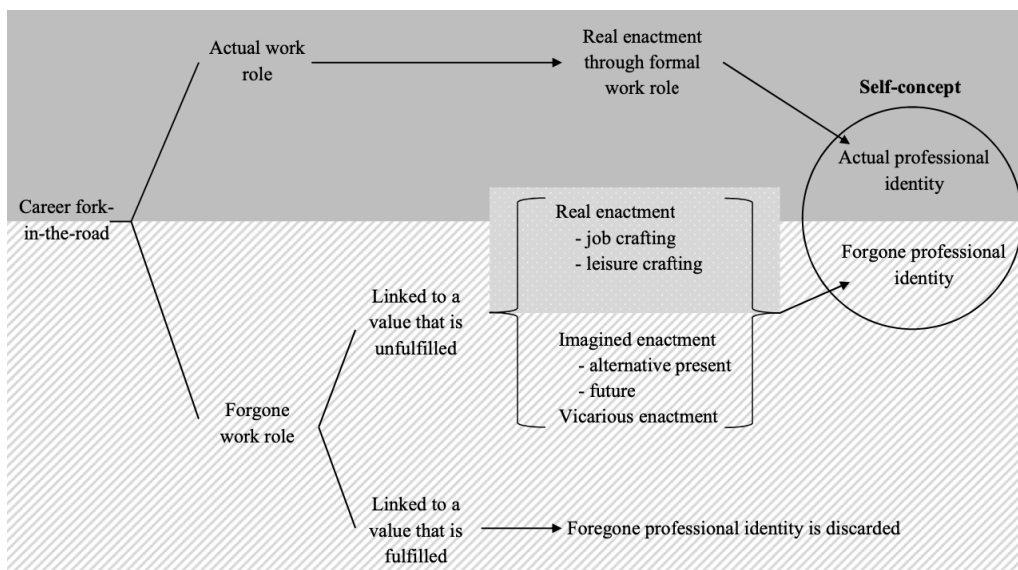 Actual work
role
Real enactment
through formal
work role
Self-concept
Actual professional
identity
Career fork-
in-the-road
Real enactment
- job crafting
- leisure crafting
Forgone professional
identity
Linked to a
value that is
unfulfilled
Imagined enactment
- alternative present
- future
Vicarious enactment
Forgone
work role
Linked to a
value that is
fulfilled
Foregone professional identity is discarded